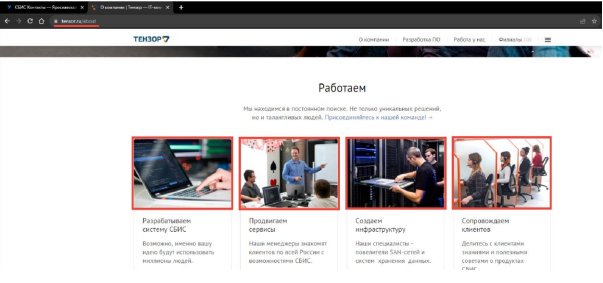 СБИС Контакты — Ярославская
О компании | Тензор — IT-комп
tensor.ru/about
ТЕНЗОР
О компании
Разработка ПО
Работа у нас
Филиалы
Работаем
Мы находимся в постоянном поиске. Не только уникальных решений,
но и талантливых людей. Присоединяйтесь к нашей команде! →
Разрабатываем
систему СБИС
Возможно, именно вашу
идею будут использовать
миллионы людей.
Продвигаем
сервисы
Наши менеджеры знакомят
клиентов по всей России с
возможностями СБИС.
Создаем
инфраструктуру
Наши специалисты –
повелители SAN-сетей и
систем хранения данных.
Сопровождаем
клиентов
Делитесь с клиентами
знаниями и полезными
советами о продуктах
СБИС.